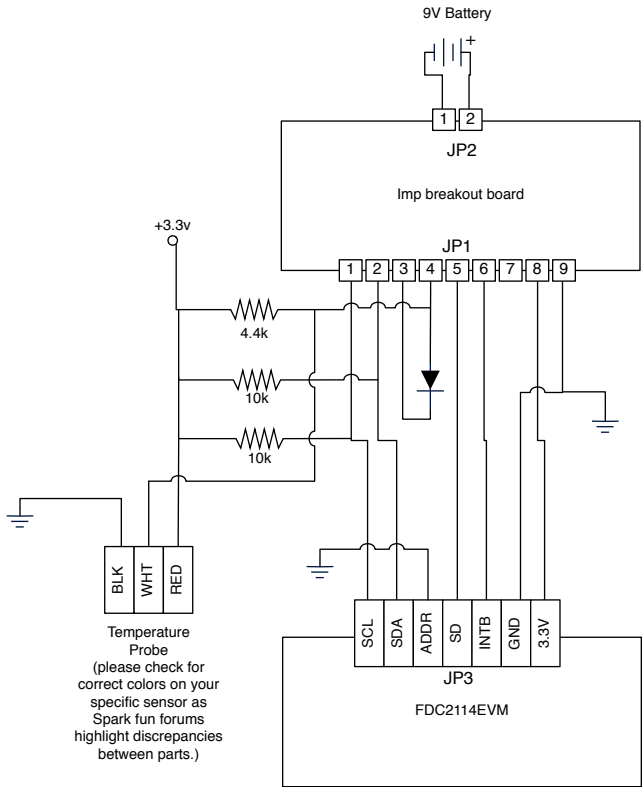 9V Battery
+
1 2
JP2
Imp breakout board
JP1
1 2 3 4 5 6 7 8 9
+3.3v
4.4k
10k
10k
BLK WHT RED
Temperature
Probe
(please check for
correct colors on your
specific sensor as
Spark fun forums
highlight discrepancies
between parts.)
SCL SDA ADDR SD INTB GND 3.3V
JP3
FDC2114EVM